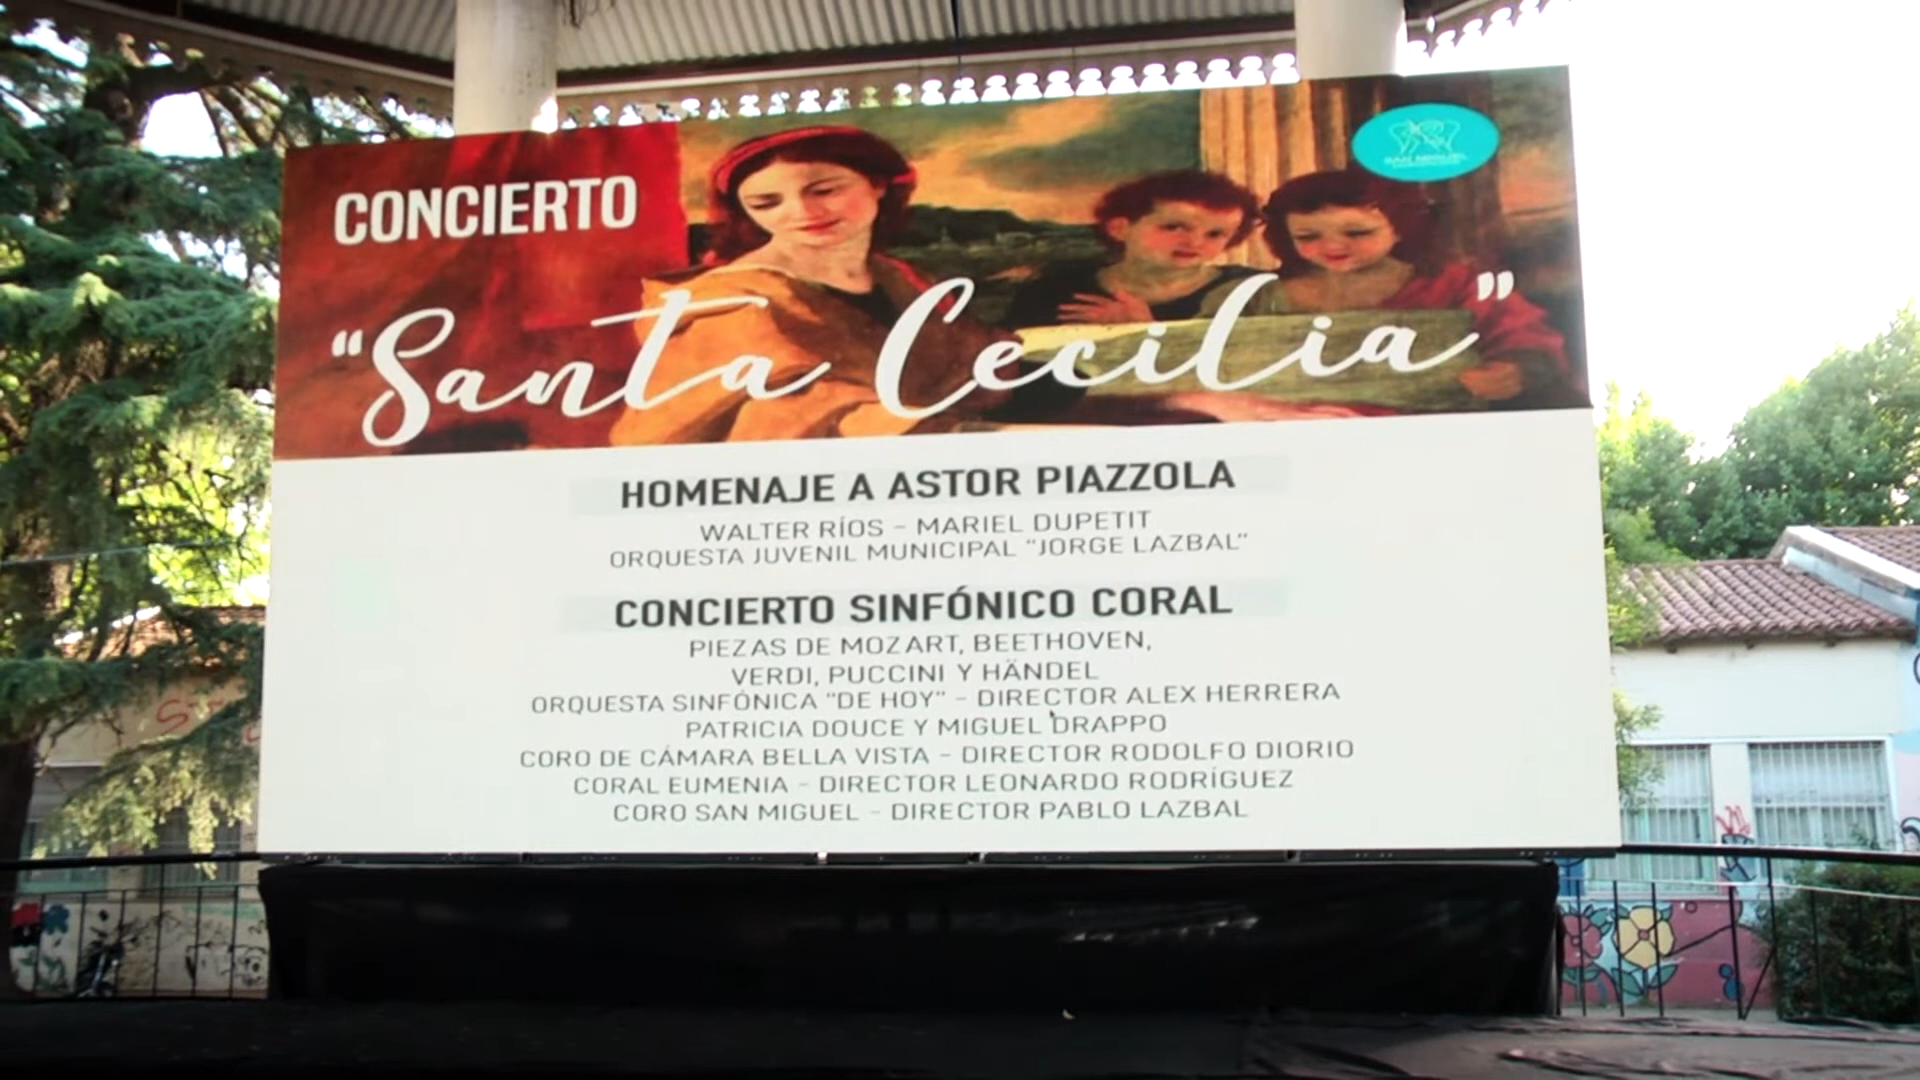 CONCIERTO
SAN MIGUEL
"Santa Cecilia"
HOMENAJE A ASTOR PIAZZOLA
WALTER RÍOS - MARIEL DUPETIT
ORQUESTA JUVENIL MUNICIPAL "JORGE LAZBAL"
CONCIERTO SINFÓNICO CORAL
PIEZAS DE MOZART, BEETHOVEN,
VERDI, PUCCINI Y HÄNDEL
ORQUESTA SINFÓNICA "DE HOY" - DIRECTOR ALEX HERRERA
PATRICIA DOUCE Y MIGUEL DRAPPO
CORO DE CÁMARA BELLA VISTA - DIRECTOR RODOLFO DIORIO
CORAL EUMENIA - DIRECTOR LEONARDO RODRÍGUEZ
CORO SAN MIGUEL - DIRECTOR PABLO LAZBAL